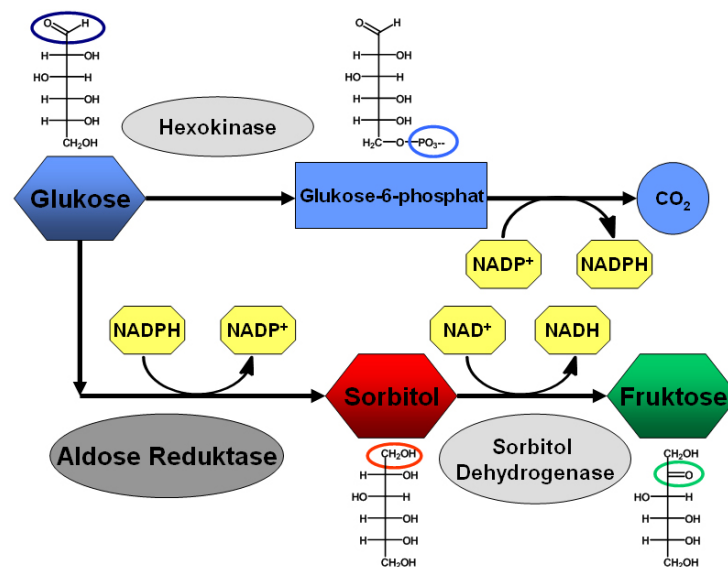 O H
H OH
HO H
H OH
H OH
CH₂OH
Hexokinase
O H
H OH
HO H
H OH
H OH
H₂C O PO₃--
Glukose
Glukose-6-phosphat
CO₂
NADP⁺
NADPH
NADPH
NADP⁺
NAD⁺
NADH
Sorbitol
Fruktose
Aldose Reduktase
Sorbitol
Dehydrogenase
CH₂OH
H OH
HO H
H OH
H OH
CH₂OH
CH₂OH
O
HO H
H OH
H OH
CH₂OH